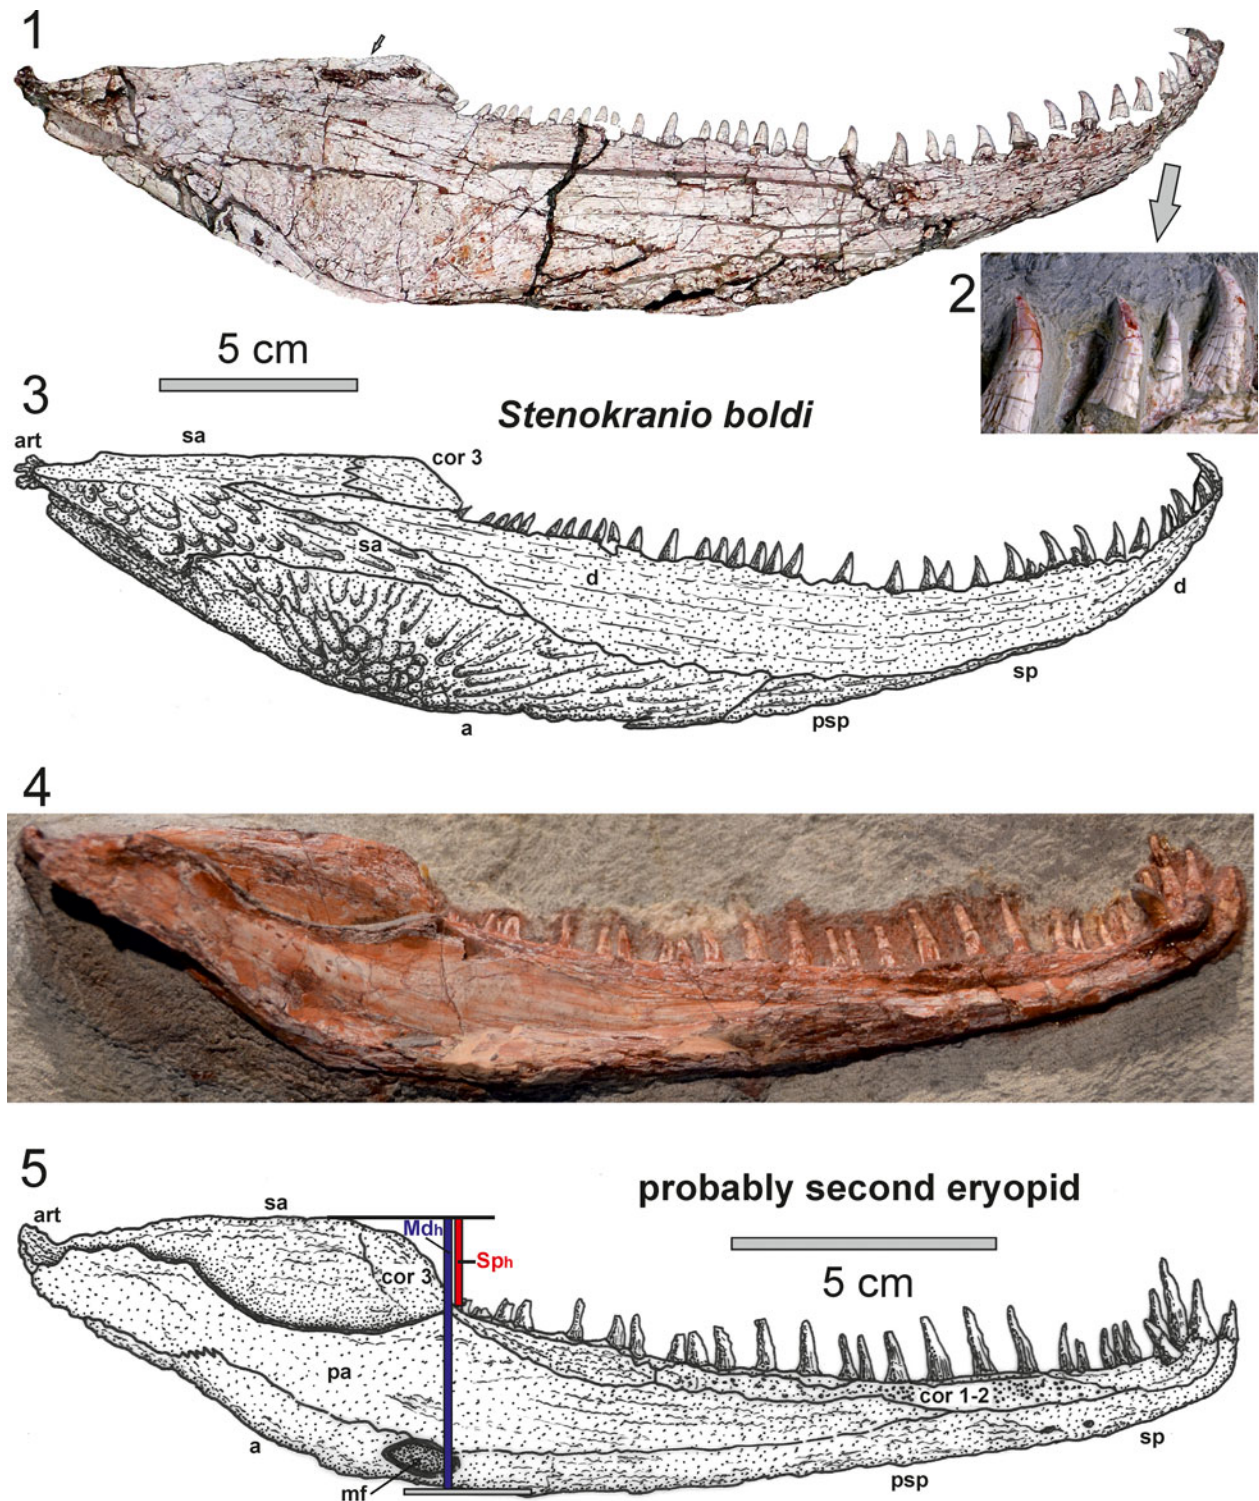 1
2
5 cm
3
Stenokranio boldi
art
sa
cor 3
sa
d
d
sp
psp
a
4
5
probably second eryopid
sa
art
Mdh
Sph
cor 3
5 cm
pa
cor 1-2
a
sp
psp
mf